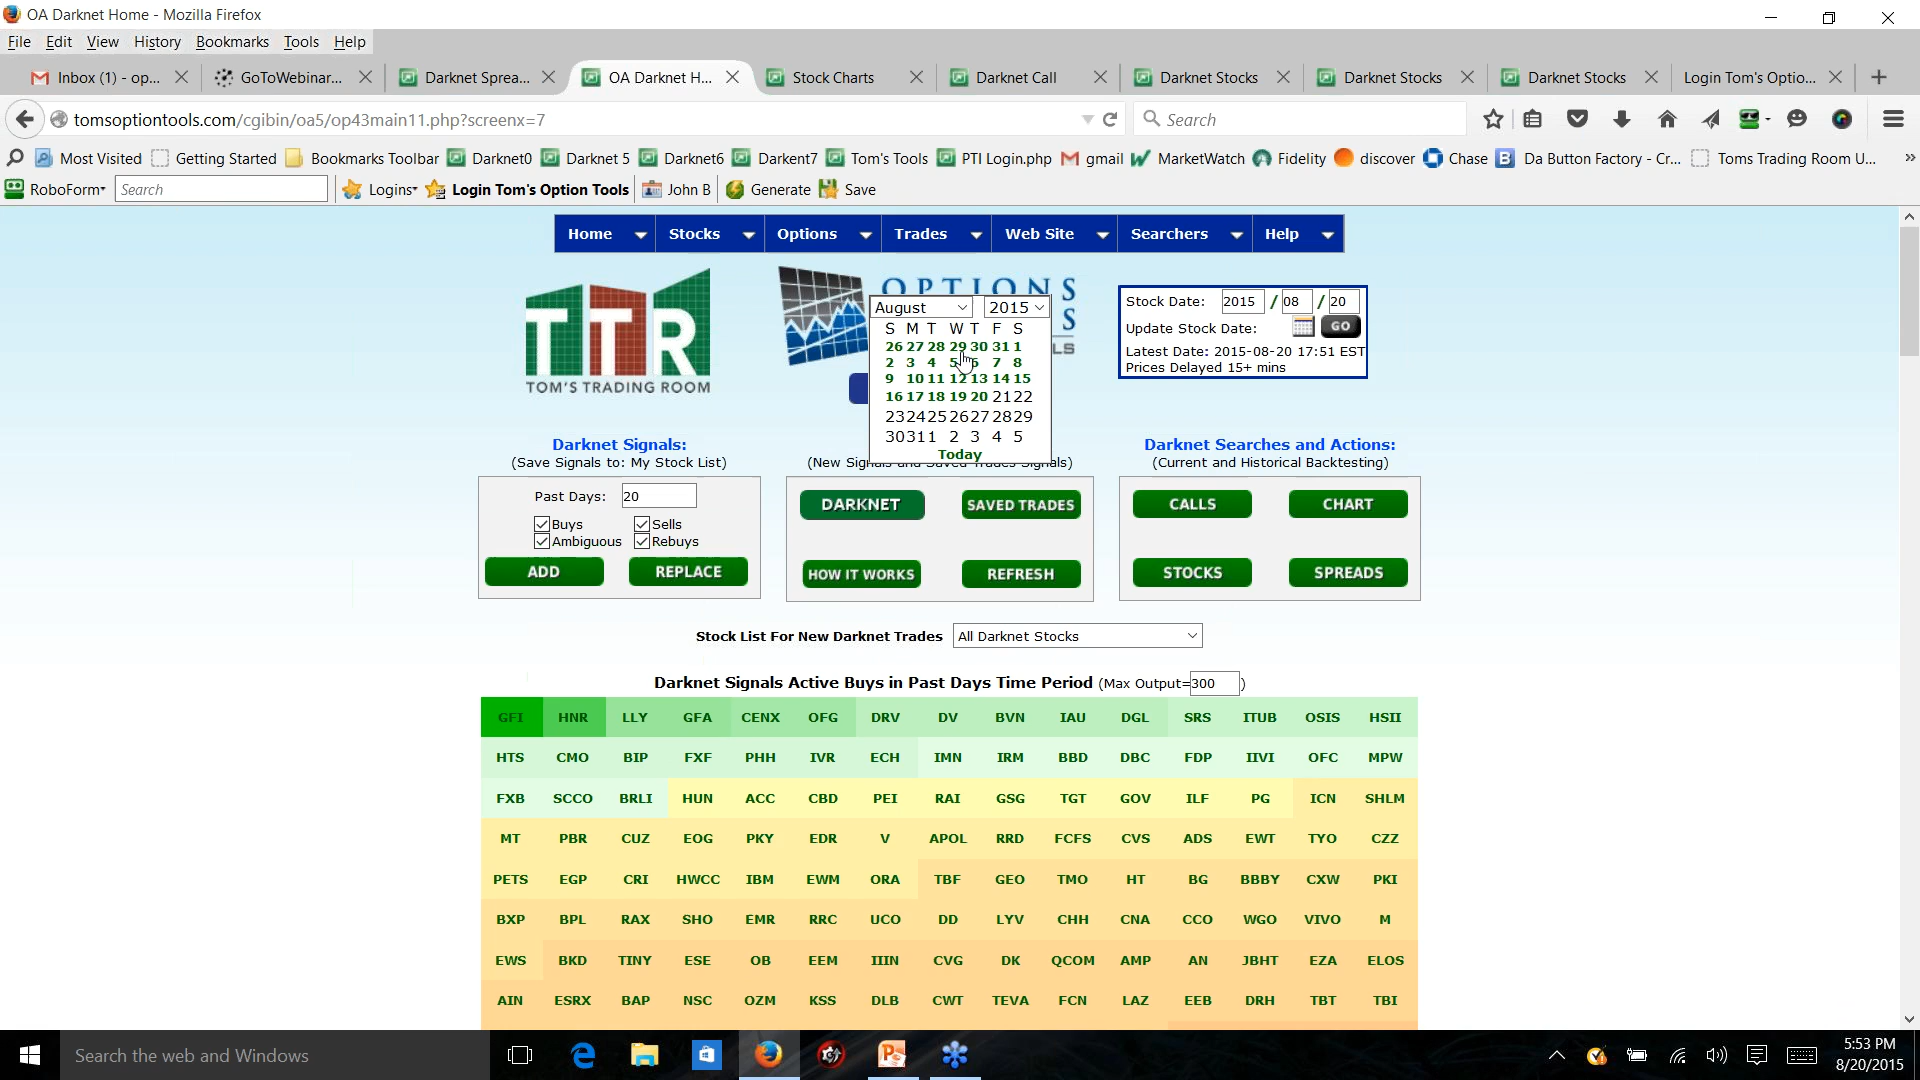 OA Darknet Home - Mozilla Firefox
File Edit View History Bookmarks Tools Help
Inbox (1) - op... GoToWebinar... Darknet Sprea... OA Darknet H... Stock Charts Darknet Call Darknet Stocks Darknet Stocks Darknet Stocks Login Tom's Optio...
tomsoptiontools.com/cgibin/oa5/op43main11.php?screenx=7 Search
Most Visited Getting Started Bookmarks Toolbar Darknet0 Darknet 5 Darknet6 Darkent7 Tom's Tools PTI Login.php gmail MarketWatch Fidelity discover Chase Da Button Factory - Cr... Toms Trading Room U... »
RoboForm Search Logins Login Tom's Option Tools John B Generate Save
Home Stocks Options Trades Web Site Searchers Help
TTR
TOM'S TRADING ROOM
OPTIONS
S
LS
August 2015
S M T W T F S
26 27 28 29 30 31 1
2 3 4 5 6 7 8
9 10 11 12 13 14 15
16 17 18 19 20 21 22
23 24 25 26 27 28 29
30 31 1 2 3 4 5
Today
Stock Date: 2015 / 08 / 20
Update Stock Date: GO
Latest Date: 2015-08-20 17:51 EST
Prices Delayed 15+ mins
Darknet Signals:
(Save Signals to: My Stock List)
Past Days: 20
Buys Sells
Ambiguous Rebuys
ADD REPLACE
(New Signals and Saved Trades Signals)
DARKNET SAVED TRADES
HOW IT WORKS REFRESH
Darknet Searches and Actions:
(Current and Historical Backtesting)
CALLS CHART
STOCKS SPREADS
Stock List For New Darknet Trades All Darknet Stocks
Darknet Signals Active Buys in Past Days Time Period (Max Output=300)
GFI HNR LLY GFA CENX OFG DRV DV BVN IAU DGL SRS ITUB OSIS HSII
HTS CMO BIP FXF PHH IVR ECH IMN IRM BBD DBC FDP IIVI OFC MPW
FXB SCCO BRLI HUN ACC CBD PEI RAI GSG TGT GOV ILF PG ICN SHLM
MT PBR CUZ EOG PKY EDR V APOL RRD FCFS CVS ADS EWT TYO CZZ
PETS EGP CRI HWCC IBM EWM ORA TBF GEO TMO HT BG BBBY CXW PKI
BXP BPL RAX SHO EMR RRC UCO DD LYV CHH CNA CCO WGO VIVO M
EWS BKD TINY ESE OB EEM IIIN CVG DK QCOM AMP AN JBHT EZA ELOS
AIN ESRX BAP NSC OZM KSS DLB CWT TEVA FCN LAZ EEB DRH TBT TBI
Search the web and Windows
5:53 PM
8/20/2015